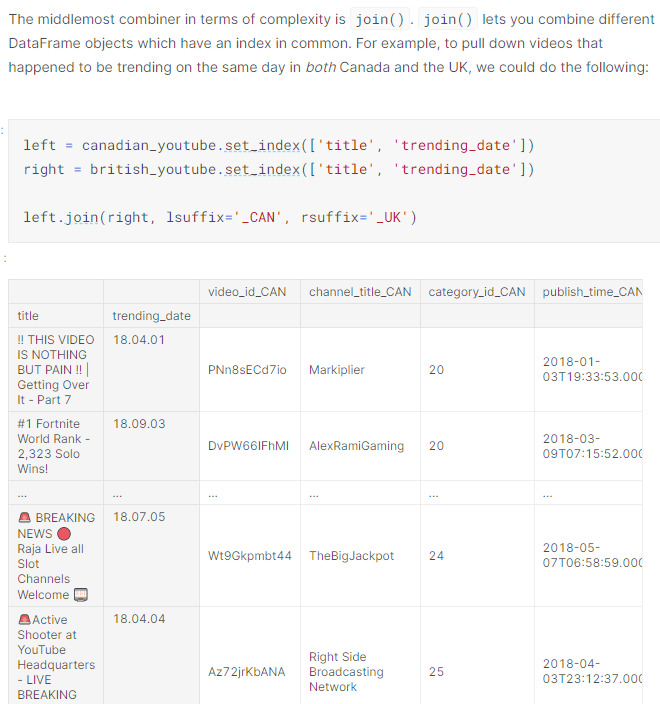 The middlemost combiner in terms of complexity is join() . join() lets you combine different
DataFrame objects which have an index in common. For example, to pull down videos that
happened to be trending on the same day in both Canada and the UK, we could do the following:
:
left = canadian_youtube.set_index(['title', 'trending_date'])
right = british_youtube.set_index(['title', 'trending_date'])
left.join(right, lsuffix='_CAN', rsuffix='_UK')
:
video_id_CAN channel_title_CAN category_id_CAN publish_time_CAN
title trending_date
!! THIS VIDEO
IS NOTHING
BUT PAIN !! |
Getting Over
It - Part 7
18.04.01
PNn8sECd7io
Markiplier
20
2018-01-
03T19:33:53.000
#1 Fortnite
World Rank -
2,323 Solo
Wins!
18.09.03
DvPW66IFhMI
AlexRamiGaming
20
2018-03-
09T07:15:52.000
... ... ... ... ... ...
🚨 BREAKING
NEWS 🔴
Raja Live all
Slot
Channels
Welcome 🎰
18.07.05
Wt9Gkpmbt44
TheBigJackpot
24
2018-05-
07T06:58:59.000
🚨Active
Shooter at
YouTube
Headquarters
- LIVE
BREAKING
18.04.04
Az72jrKbANA
Right Side
Broadcasting
Network
25
2018-04-
03T23:12:37.000